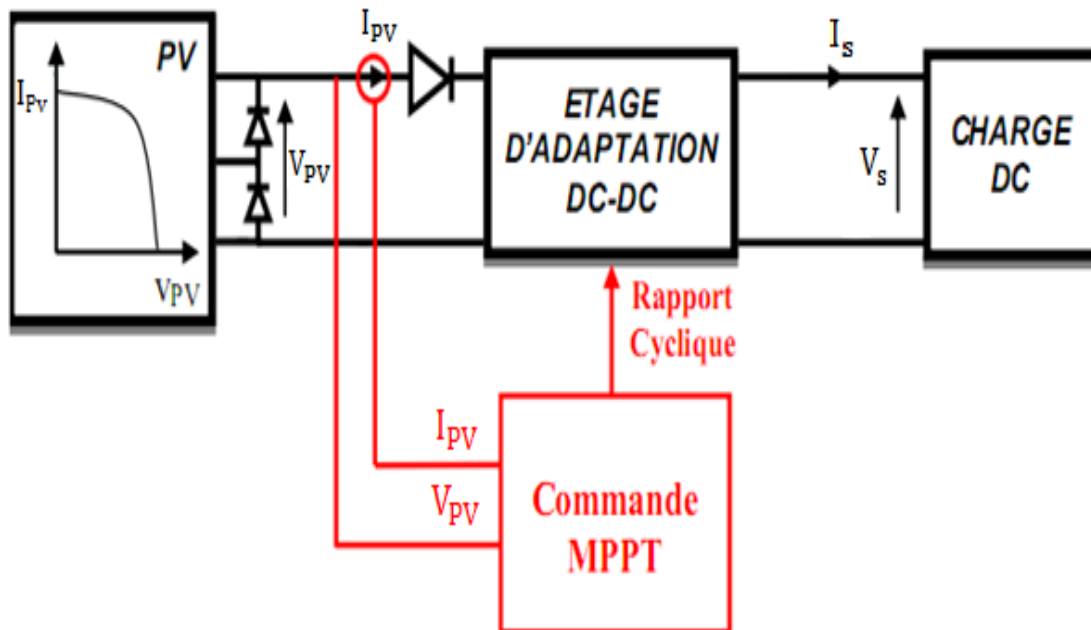 PV
I_Pv
V_PV
V_PV
I_PV
ETAGE
D'ADAPTATION
DC-DC
I_s
V_s
CHARGE
DC
Rapport
Cyclique
I_PV
V_PV
Commande
MPPT